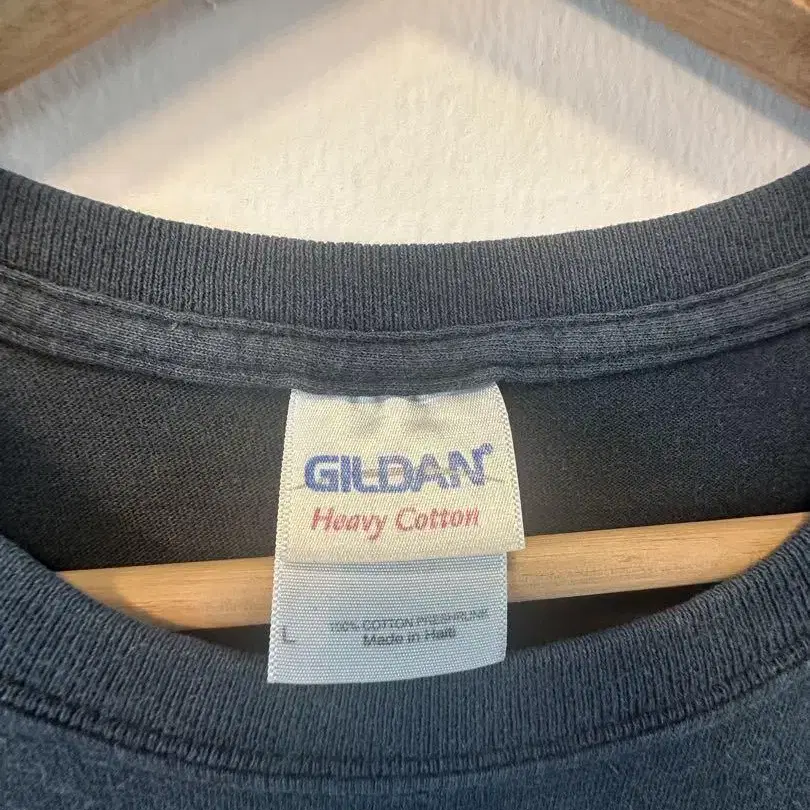 GILDAN®
Heavy Cotton
L
100% COTTON PRESHRUNK
Made in Haiti